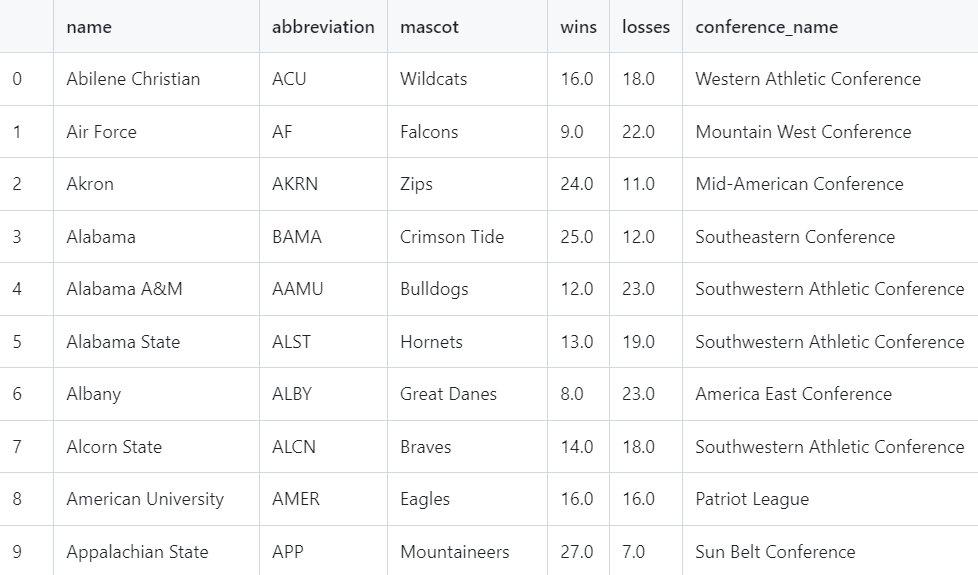 name abbreviation mascot wins losses conference_name
0 Abilene Christian ACU Wildcats 16.0 18.0 Western Athletic Conference
1 Air Force AF Falcons 9.0 22.0 Mountain West Conference
2 Akron AKRN Zips 24.0 11.0 Mid-American Conference
3 Alabama BAMA Crimson Tide 25.0 12.0 Southeastern Conference
4 Alabama A&M AAMU Bulldogs 12.0 23.0 Southwestern Athletic Conference
5 Alabama State ALST Hornets 13.0 19.0 Southwestern Athletic Conference
6 Albany ALBY Great Danes 8.0 23.0 America East Conference
7 Alcorn State ALCN Braves 14.0 18.0 Southwestern Athletic Conference
8 American University AMER Eagles 16.0 16.0 Patriot League
9 Appalachian State APP Mountaineers 27.0 7.0 Sun Belt Conference